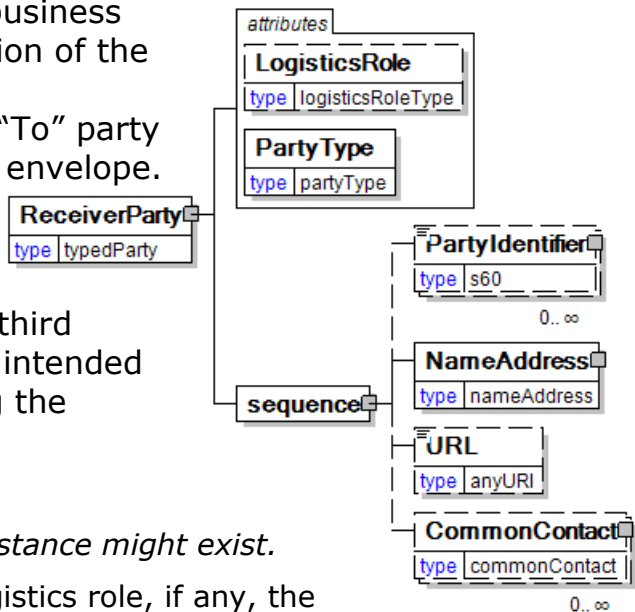 business
ion of the
“To” party
envelope.
third
intended
g the
stance might exist.
gistics role, if any, the
attributes
LogisticsRole
type logisticsRoleType
PartyType
type partyType
ReceiverParty
type typedParty
sequence
PartyIdentifier
type s60
0.. ∞
NameAddress
type nameAddress
URL
type anyURI
CommonContact
type commonContact
0.. ∞